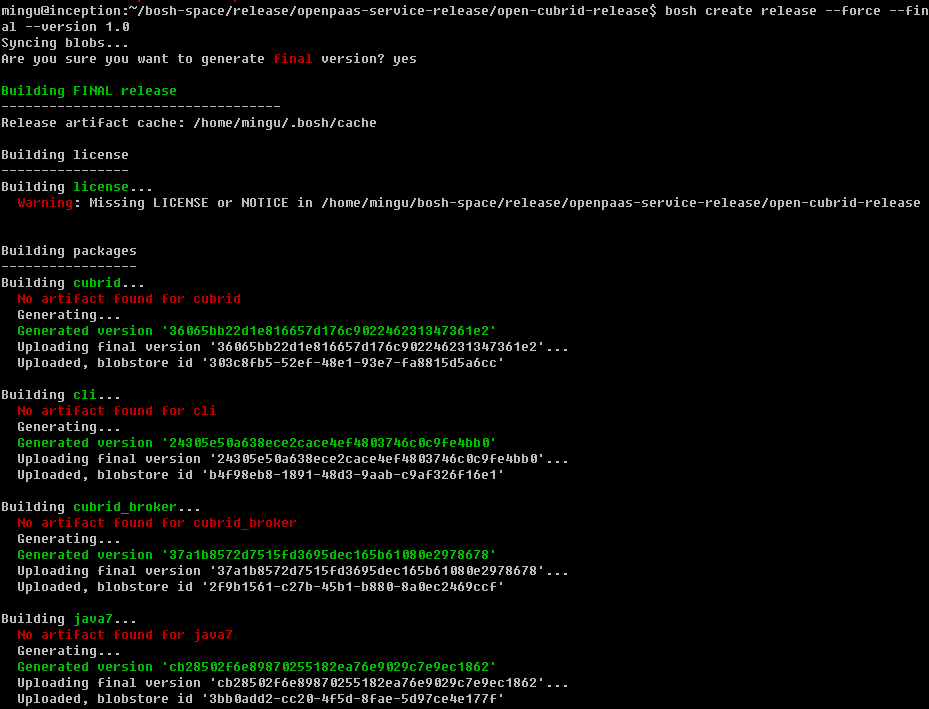 mingu@inception:~/bosh-space/release/openpaas-service-release/open-cubrid-release$ bosh create release --force --fin
al --version 1.0
Syncing blobs...
Are you sure you want to generate final version? yes
Building FINAL release
-----------------------------------
Release artifact cache: /home/mingu/.bosh/cache
Building license
----------------
Building license...
Warning: Missing LICENSE or NOTICE in /home/mingu/bosh-space/release/openpaas-service-release/open-cubrid-release
Building packages
-----------------
Building cubrid...
No artifact found for cubrid
Generating...
Generated version '36065bb22d1e816657d176c902246231347361e2'
Uploading final version '36065bb22d1e816657d176c902246231347361e2'...
Uploaded, blobstore id '303c8fb5-52ef-48e1-93e7-fa8815d5a6cc'
Building cli...
No artifact found for cli
Generating...
Generated version '24305e50a638ece2cace4ef4803746c0c9fe4bb0'
Uploading final version '24305e50a638ece2cace4ef4803746c0c9fe4bb0'...
Uploaded, blobstore id 'b4f98eb8-1891-48d3-9aab-c9af326f16e1'
Building cubrid_broker...
No artifact found for cubrid_broker
Generating...
Generated version '37a1b8572d7515fd3695dec165b61080e2978678'
Uploading final version '37a1b8572d7515fd3695dec165b61080e2978678'...
Uploaded, blobstore id '2f9b1561-c27b-45b1-b880-8a0ec2469ccf'
Building java7...
No artifact found for java7
Generating...
Generated version 'cb28502f6e89870255182ea76e9029c7e9ec1862'
Uploading final version 'cb28502f6e89870255182ea76e9029c7e9ec1862'...
Uploaded, blobstore id '3bb0add2-cc20-4f5d-8fae-5d97ce4e177f'